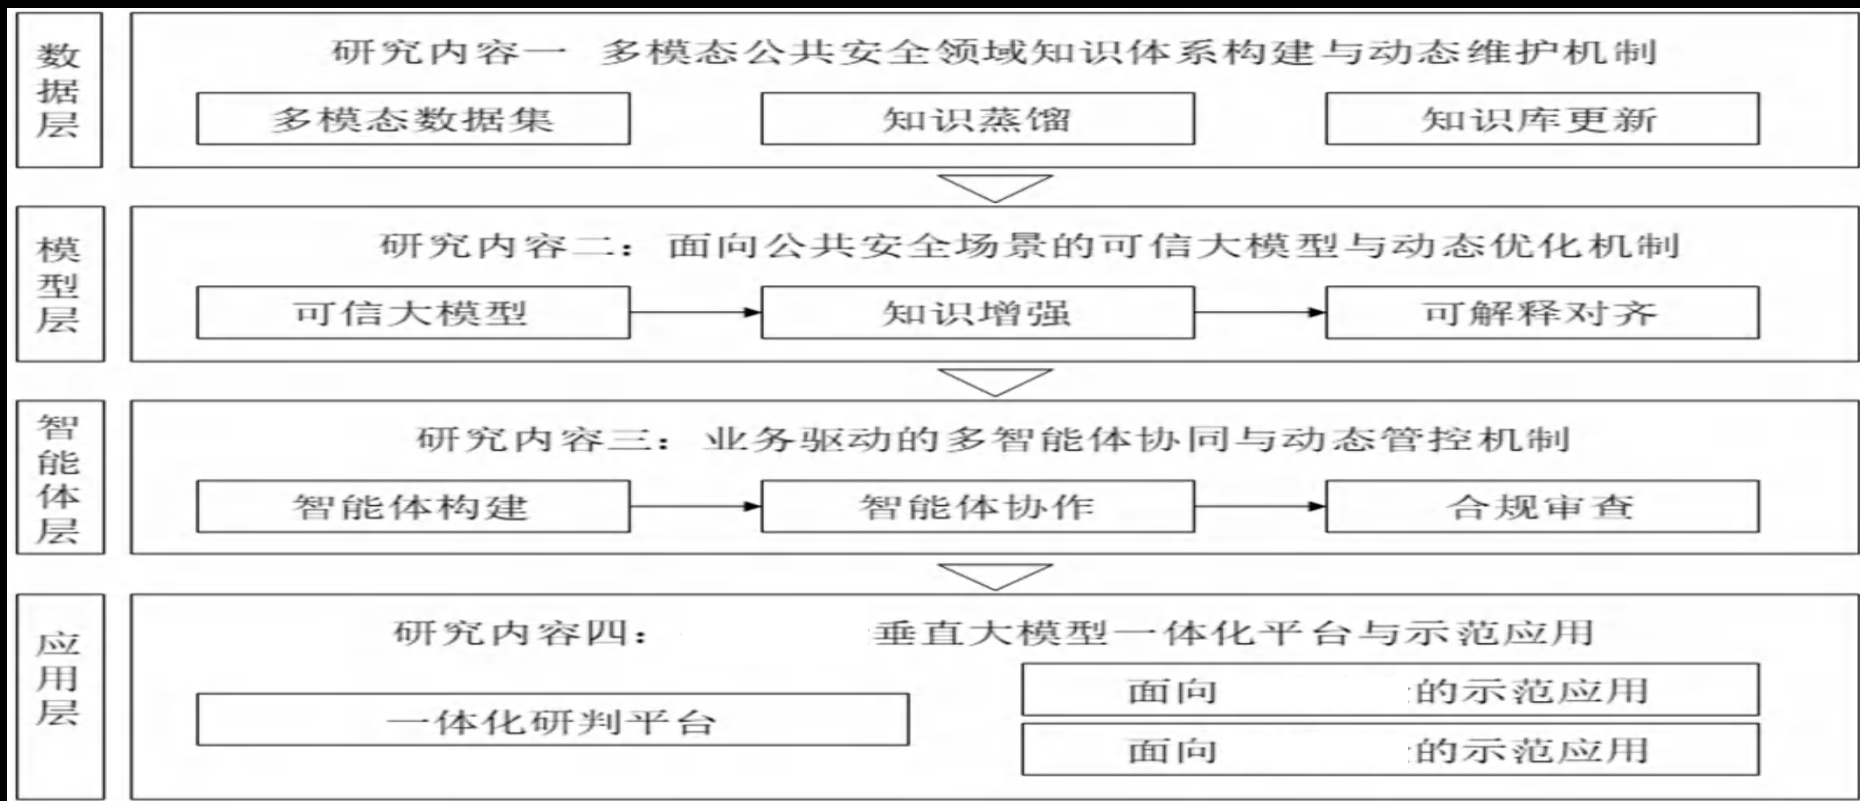 数据层
研究内容一 多模态公共安全领域知识体系构建与动态维护机制
多模态数据集
知识蒸馏
知识库更新
模型层
研究内容二：面向公共安全场景的可信大模型与动态优化机制
可信大模型
知识增强
可解释对齐
智能体层
研究内容三：业务驱动的多智能体协同与动态管控机制
智能体构建
智能体协作
合规审查
应用层
研究内容四： 垂直大模型一体化平台与示范应用
一体化研判平台
面向 的示范应用
面向 的示范应用